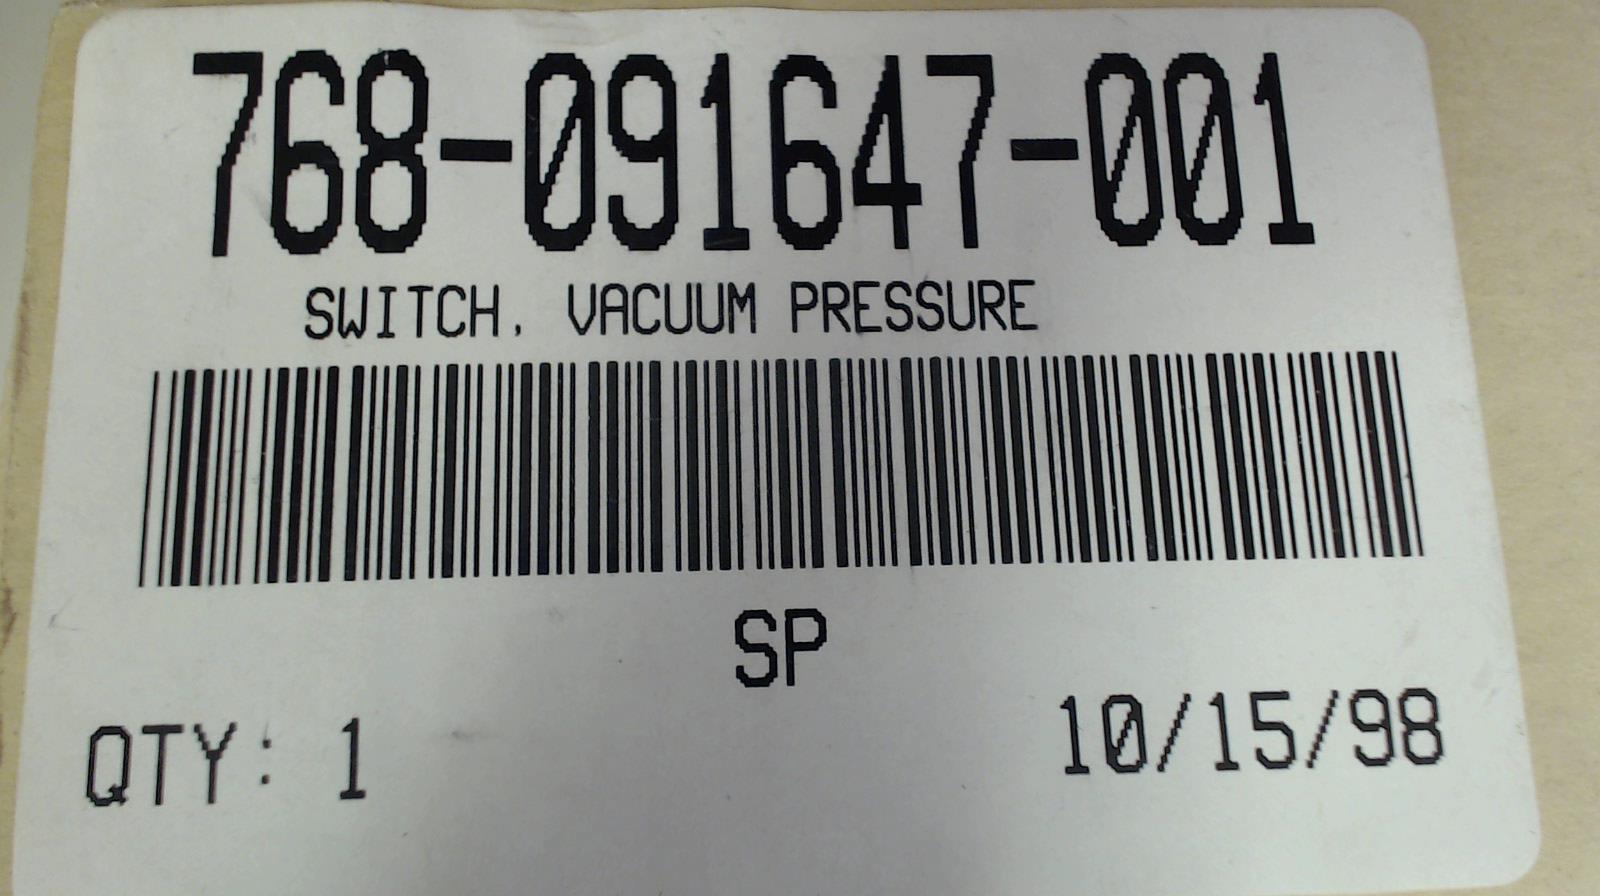 768-091647-001
SWITCH, VACUUM PRESSURE
SP
QTY: 1
10/15/98